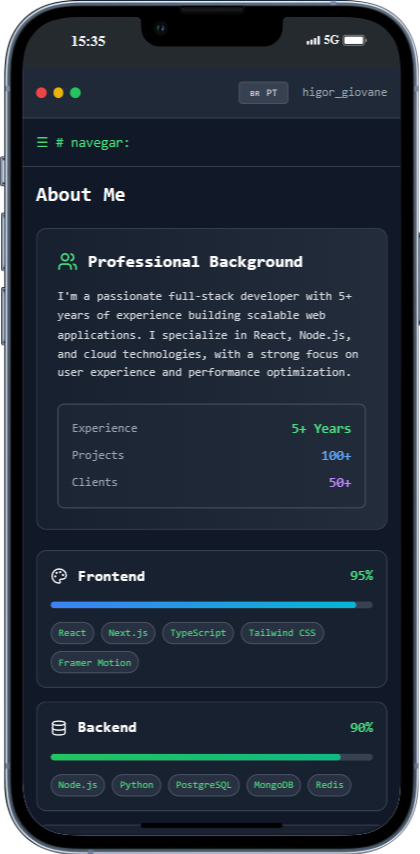 15:35 5G
BR PT higor_giovane
☰ # navegar:
About Me
Professional Background
I'm a passionate full-stack developer with 5+
years of experience building scalable web
applications. I specialize in React, Node.js,
and cloud technologies, with a strong focus on
user experience and performance optimization.
Experience 5+ Years
Projects 100+
Clients 50+
Frontend 95%
React Next.js TypeScript Tailwind CSS
Framer Motion
Backend 90%
Node.js Python PostgreSQL MongoDB Redis